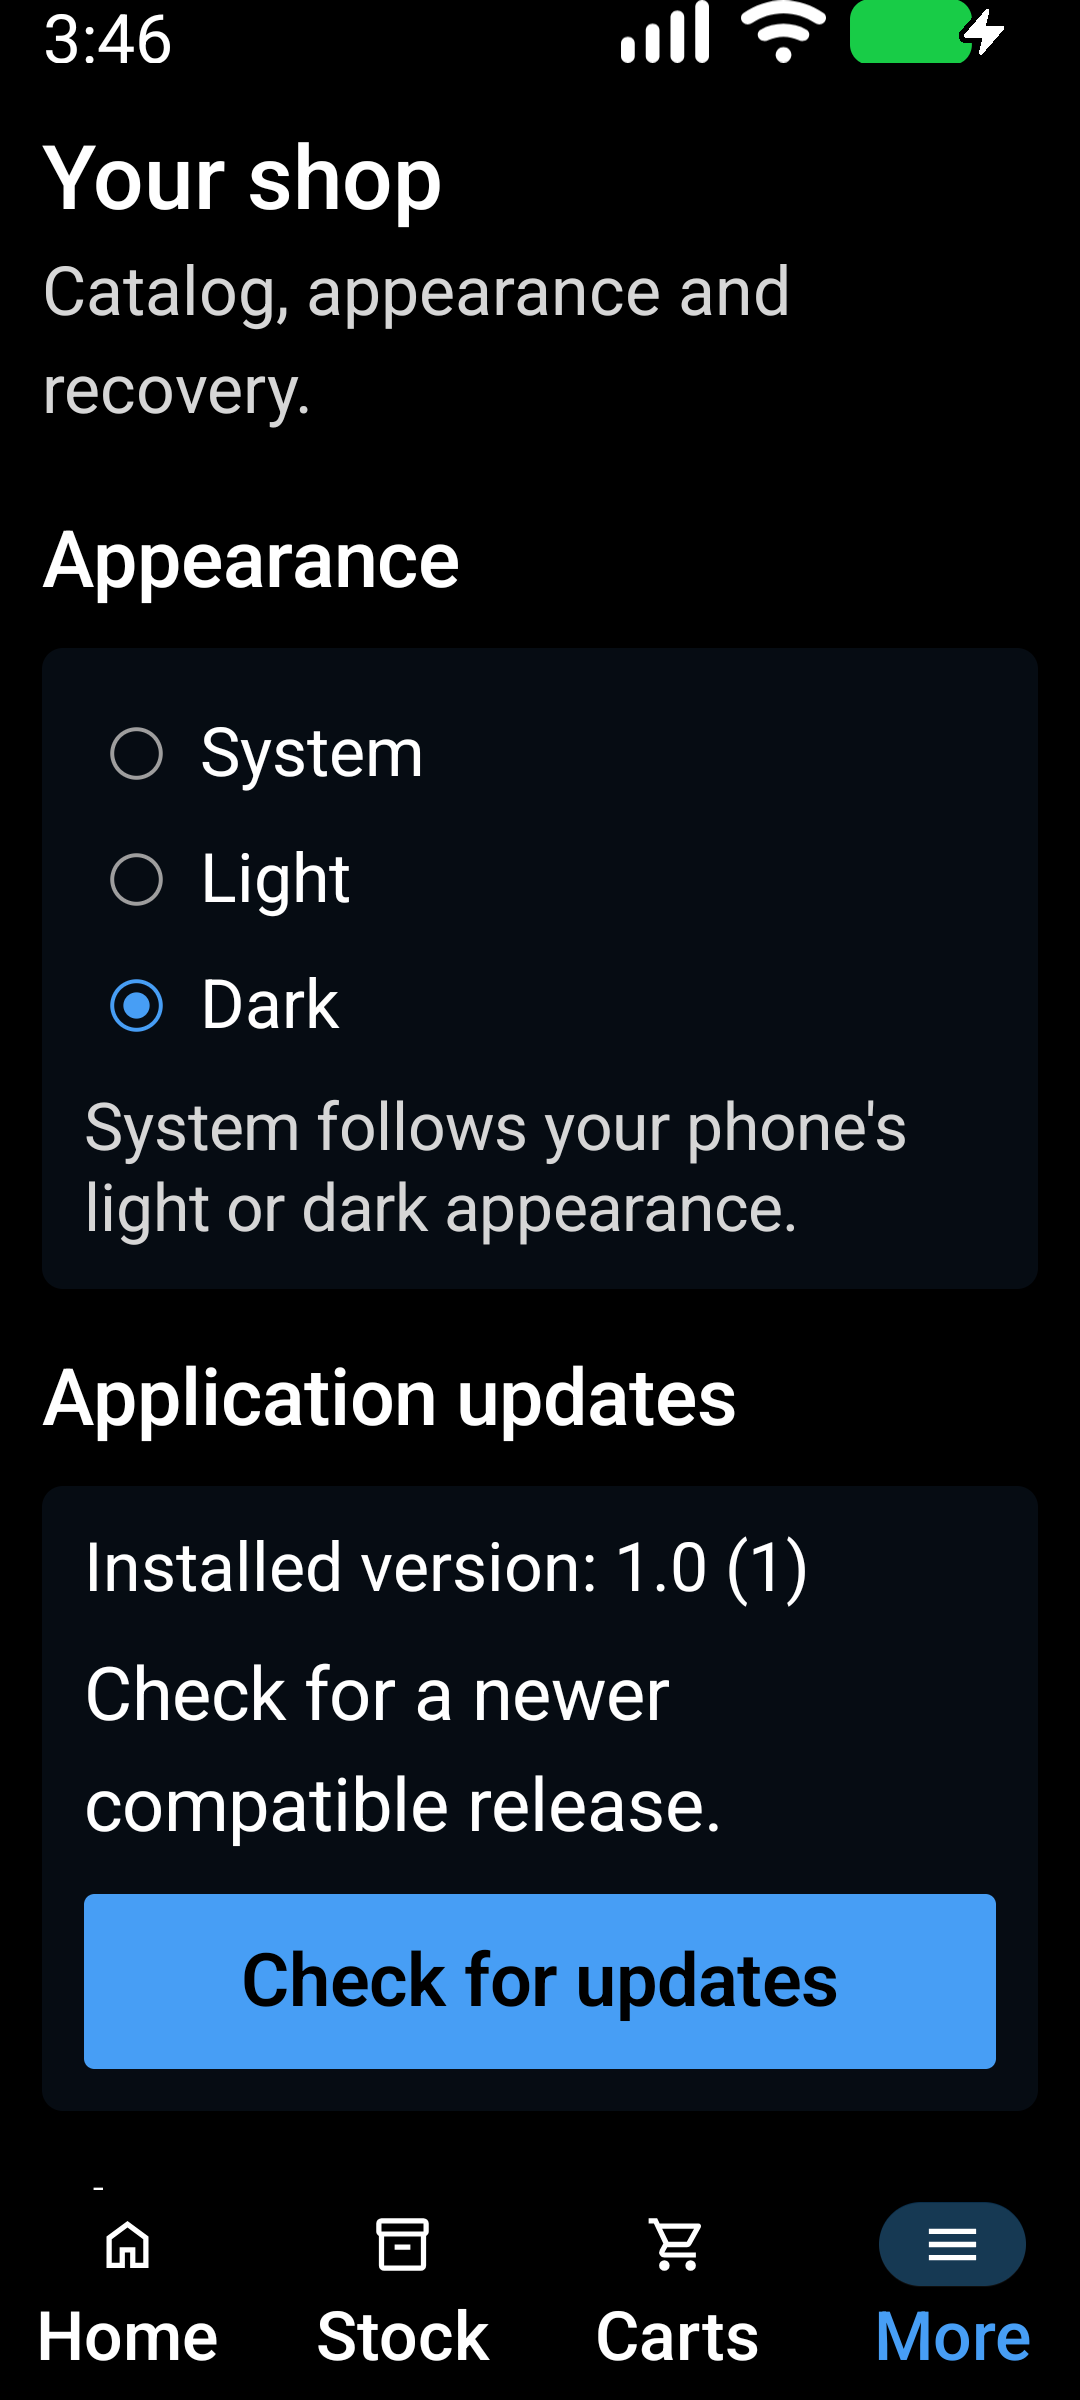 3:46
Your shop
Catalog, appearance and
recovery.
Appearance
System
Light
Dark
System follows your phone's
light or dark appearance.
Application updates
Installed version: 1.0 (1)
Check for a newer
compatible release.
Check for updates
Home
Stock
Carts
More